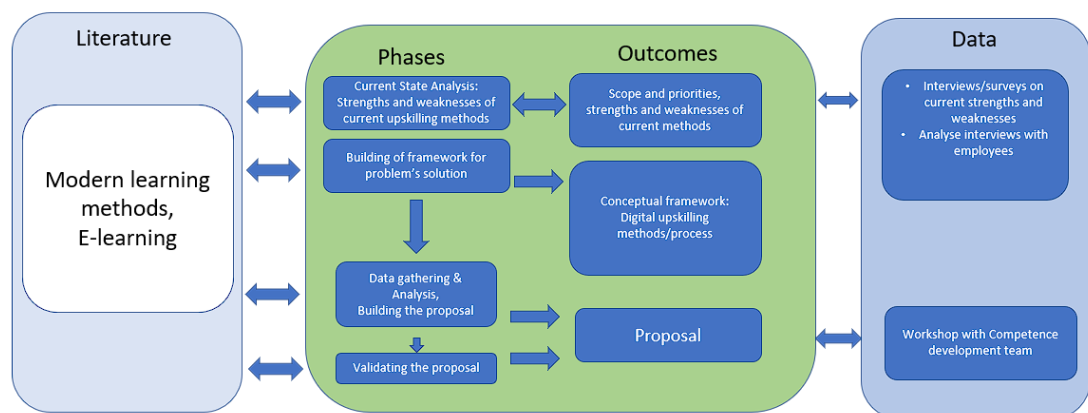 Literature
Modern learning
methods,
E-learning
Phases
Current State Analysis:
Strengths and weaknesses of
current upskilling methods
Building of framework for
problem's solution
Data gathering &
Analysis,
Building the proposal
Validating the proposal
Outcomes
Scope and priorities,
strengths and weaknesses of
current methods
Conceptual framework:
Digital upskilling
methods/process
Proposal
Data
• Interviews/surveys on
current strengths and
weaknesses
• Analyse interviews with
employees
Workshop with Competence
development team